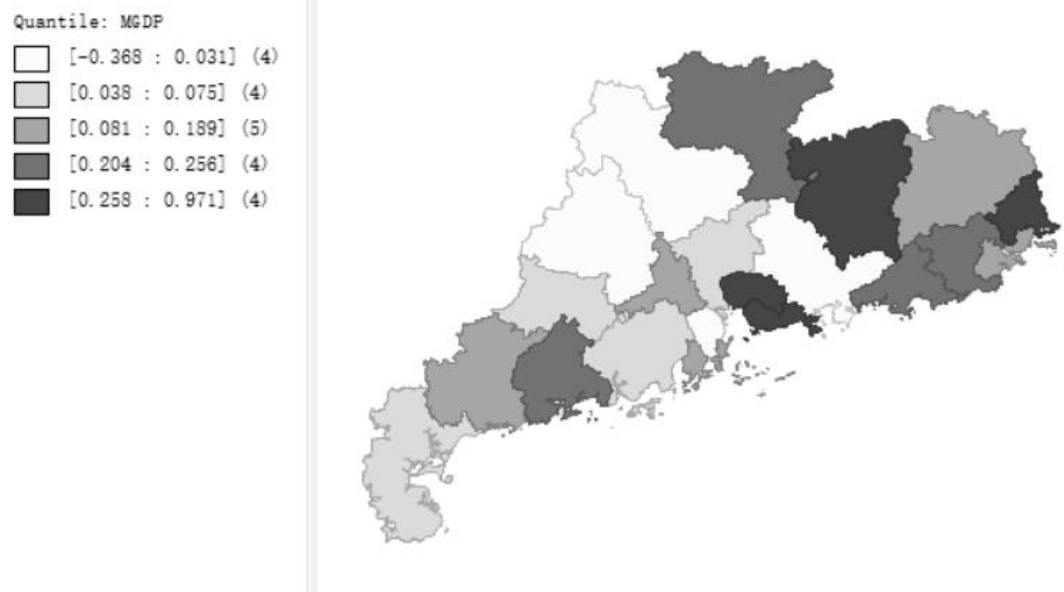 Quantile: MGDP
[-0.368 : 0.031] (4)
[0.038 : 0.075] (4)
[0.081 : 0.189] (5)
[0.204 : 0.256] (4)
[0.258 : 0.971] (4)